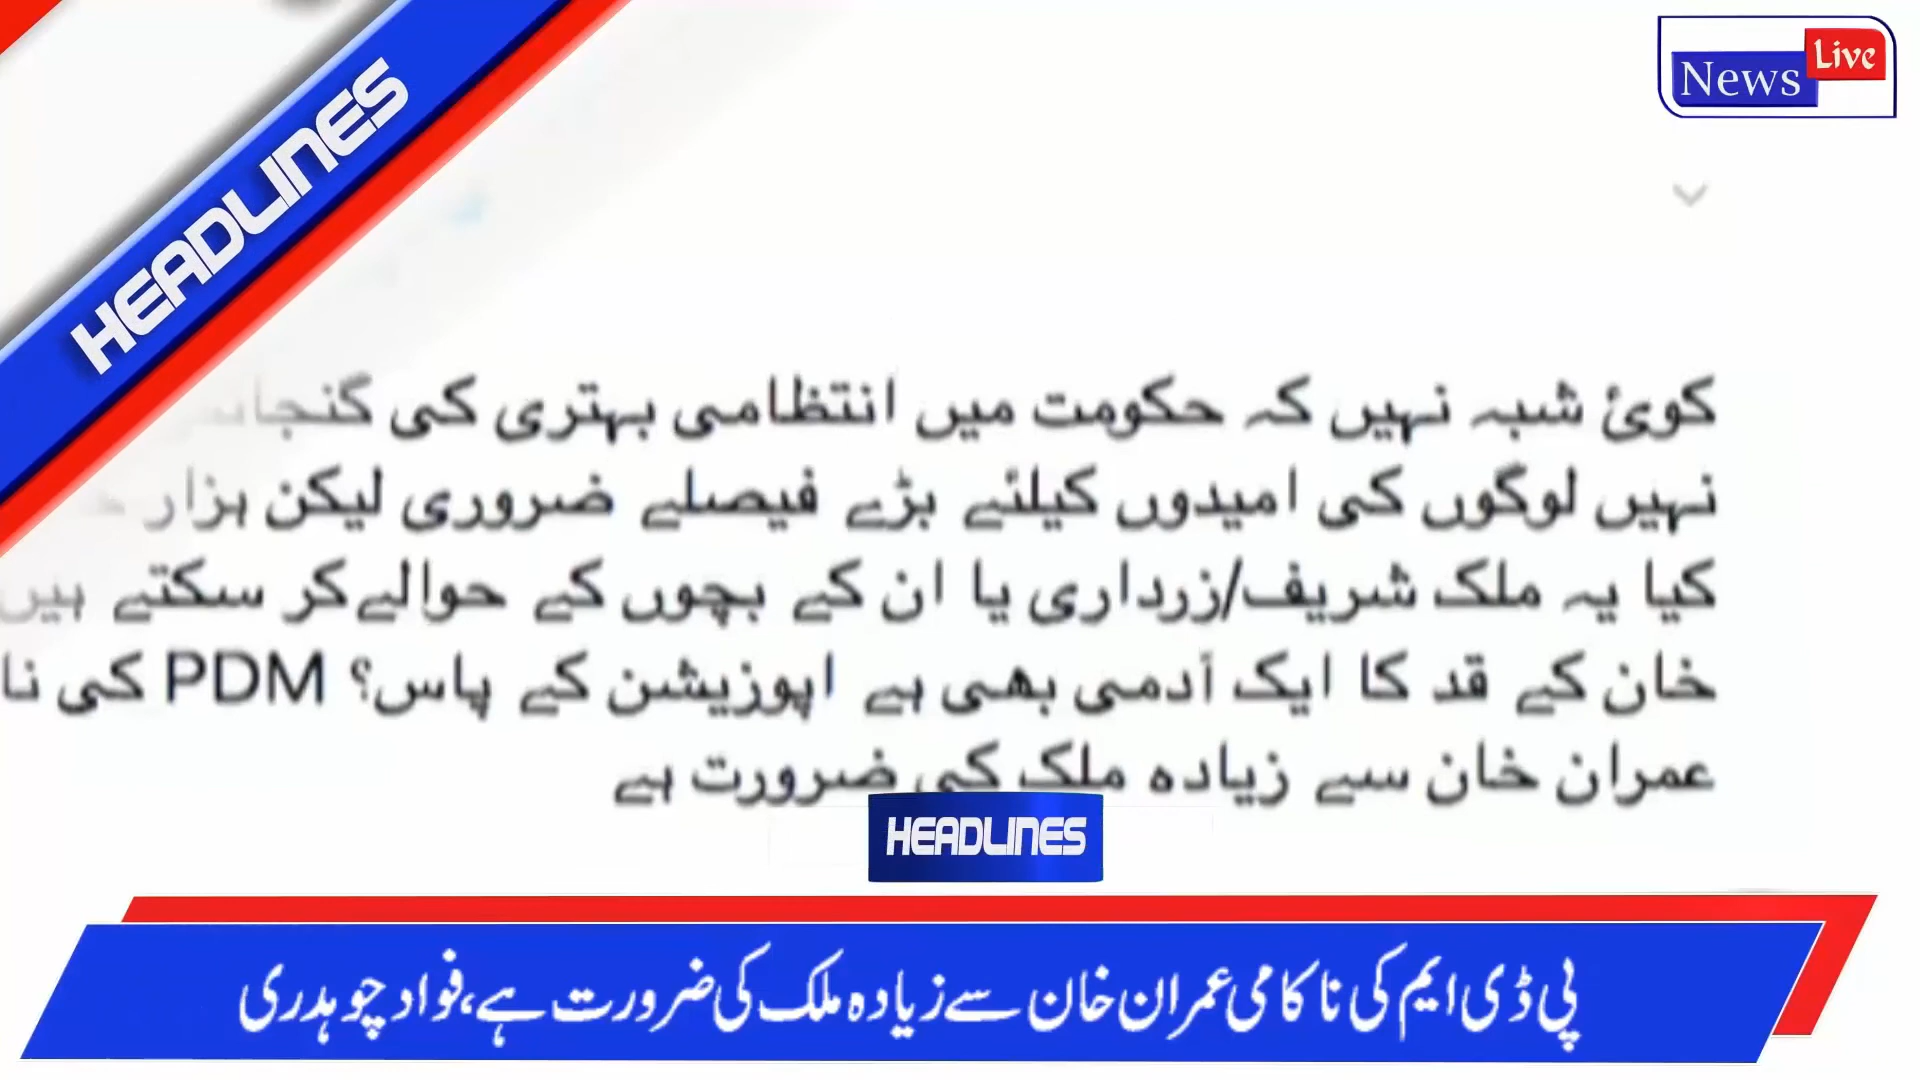 HEADLINES
News Live
کوئ شبہ نہیں کہ حکومت میں انتظامی بہتری کی
نہیں لوگوں کی امیدوں کیلئے بڑے فیصلے ضروری لیکن ہزار
کیا یہ ملک شریف/زرداری یا ان کے بچوں کے حوالے کر سکتے ہیں
خان کے قد کا ایک آدمی بھی ہے اپوزیشن کے پاس؟ PDM کی نا
عمران خان سے زیادہ ملک کی ضرورت ہے
HEADLINES
پی ڈی ایم کی ناکامی عمران خان سے زیادہ ملک کی ضرورت ہے، فواد چوہدری